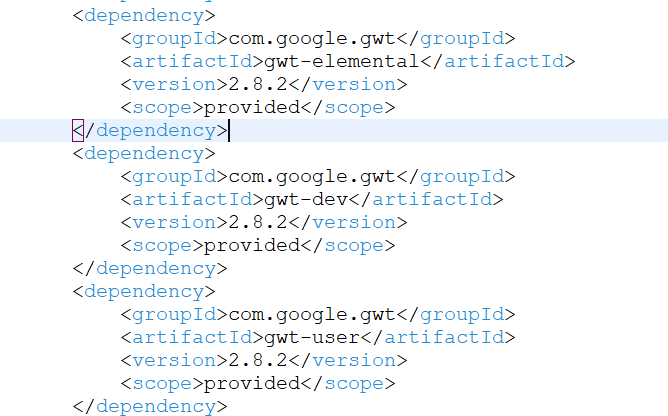 <dependency>
<groupId>com.google.gwt</groupId>
<artifactId>gwt-elemental</artifactId>
<version>2.8.2</version>
<scope>provided</scope>
</dependency>
<dependency>
<groupId>com.google.gwt</groupId>
<artifactId>gwt-dev</artifactId>
<version>2.8.2</version>
<scope>provided</scope>
</dependency>
<dependency>
<groupId>com.google.gwt</groupId>
<artifactId>gwt-user</artifactId>
<version>2.8.2</version>
<scope>provided</scope>
</dependency>